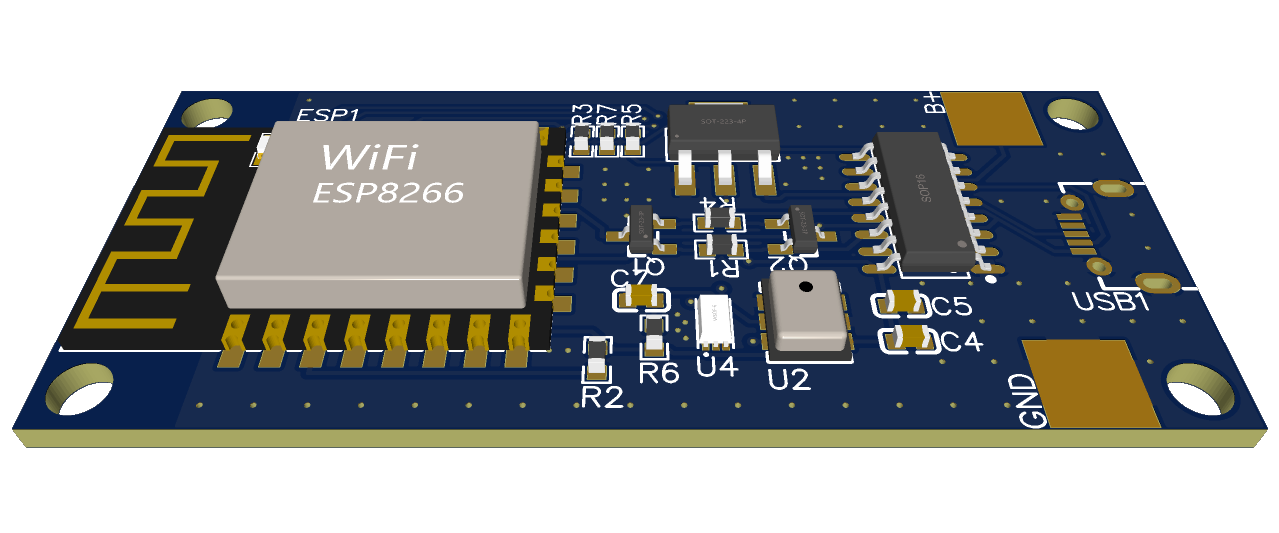 ESP1
WiFi
ESP8266
R3
R7
R5
SOT-223-4P
B+
SOP16
R4
Q1
R1
Q2
C7
C5
USB1
C4
R6
U4
U2
R2
GND